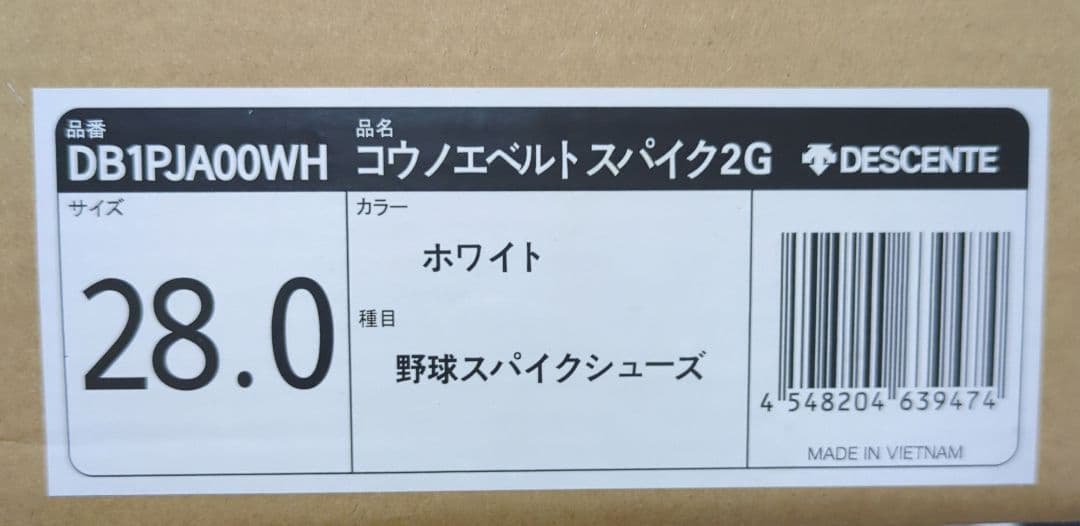 品番
DB1PJA00WH
品名
コウノエベルトスパイク2G
DESCENTE
サイズ
28.0
カラー
ホワイト
種目
野球スパイクシューズ
4 548204 639474
MADE IN VIETNAM